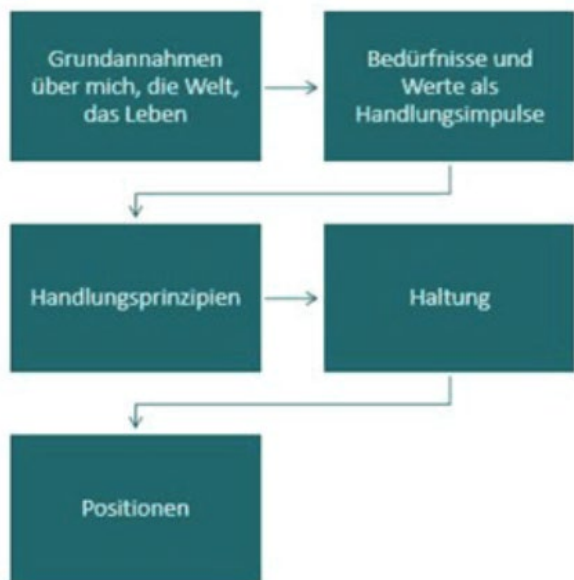 Grundannahmen
über mich, die Welt,
das Leben
Bedürfnisse und
Werte als
Handlungsimpulse
Handlungsprinzipien
Haltung
Positionen